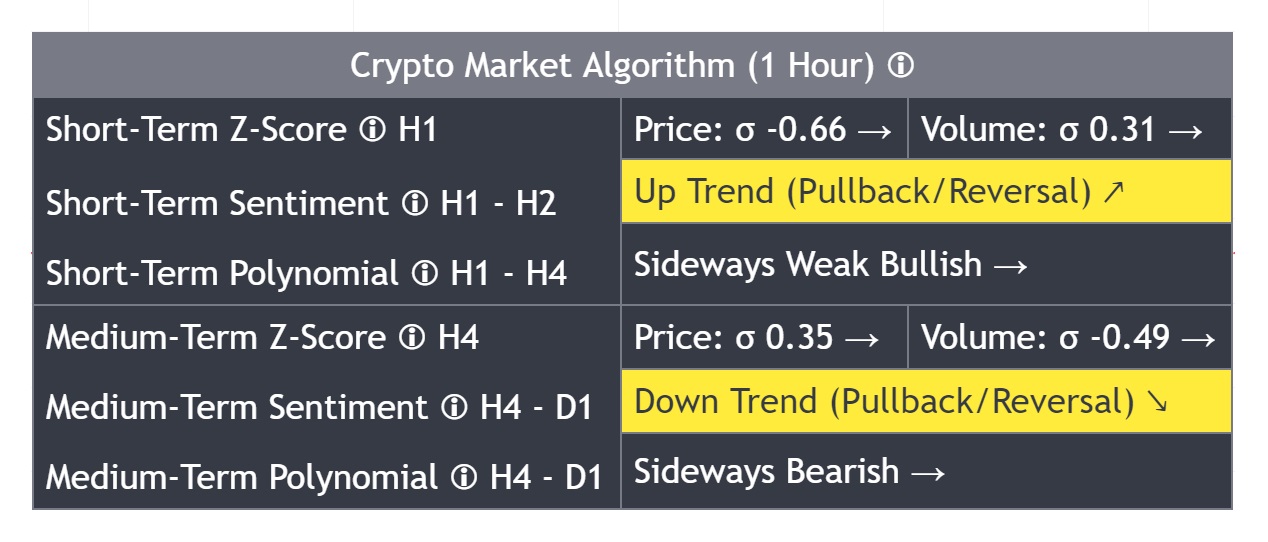 Crypto Market Algorithm (1 Hour) ⓘ
Short-Term Z-Score ⓘ H1
Price: σ -0.66 →
Volume: σ 0.31 →
Short-Term Sentiment ⓘ H1 - H2
Up Trend (Pullback/Reversal) ↗
Short-Term Polynomial ⓘ H1 - H4
Sideways Weak Bullish →
Medium-Term Z-Score ⓘ H4
Price: σ 0.35 →
Volume: σ -0.49 →
Medium-Term Sentiment ⓘ H4 - D1
Down Trend (Pullback/Reversal) ↘
Medium-Term Polynomial ⓘ H4 - D1
Sideways Bearish →